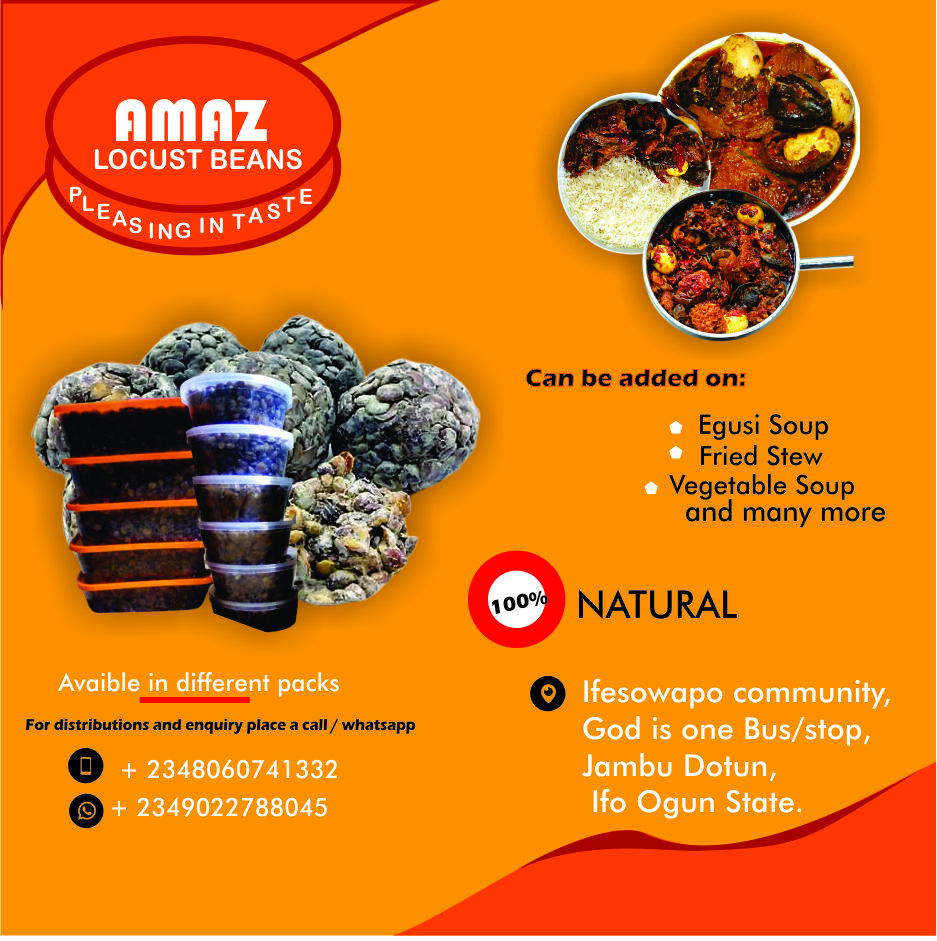 AMAZ
LOCUST BEANS
PLEASING IN TASTE
Can be added on:
Egusi Soup
Fried Stew
Vegetable Soup
and many more
100% NATURAL
Avaible in different packs
For distributions and enquiry place a call / whatsapp
+ 2348060741332
+ 2349022788045
Ifesowapo community,
God is one Bus/stop,
Jambu Dotun,
Ifo Ogun State.